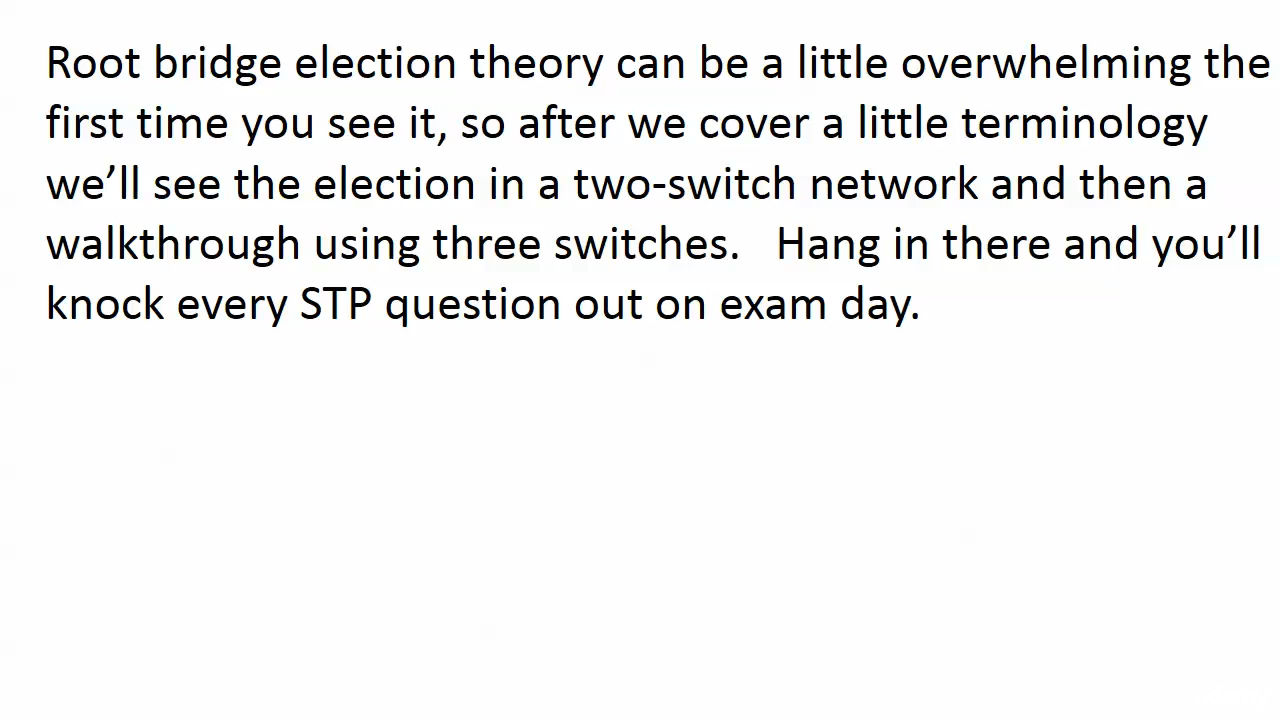 Root bridge election theory can be a little overwhelming the
first time you see it, so after we cover a little terminology
we’ll see the election in a two-switch network and then a
walkthrough using three switches.   Hang in there and you’ll
knock every STP question out on exam day.